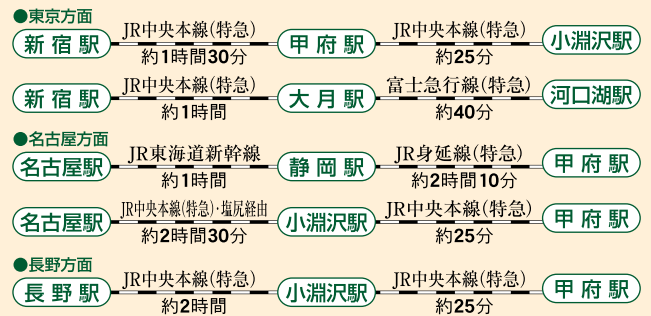 ●東京方面
JR中央本線(特急) JR中央本線(特急)
新宿駅 甲府駅 小淵沢駅
約1時間30分 約25分
JR中央本線(特急) 富士急行線(特急)
新宿駅 大月駅 河口湖駅
約1時間 約40分
●名古屋方面
JR東海道新幹線 JR身延線(特急)
名古屋駅 静岡駅 甲府駅
約1時間 約2時間10分
JR中央本線(特急)・塩尻経由 JR中央本線(特急)
名古屋駅 小淵沢駅 甲府駅
約2時間30分 約25分
●長野方面
JR中央本線(特急) JR中央本線(特急)
長野駅 小淵沢駅 甲府駅
約2時間 約25分